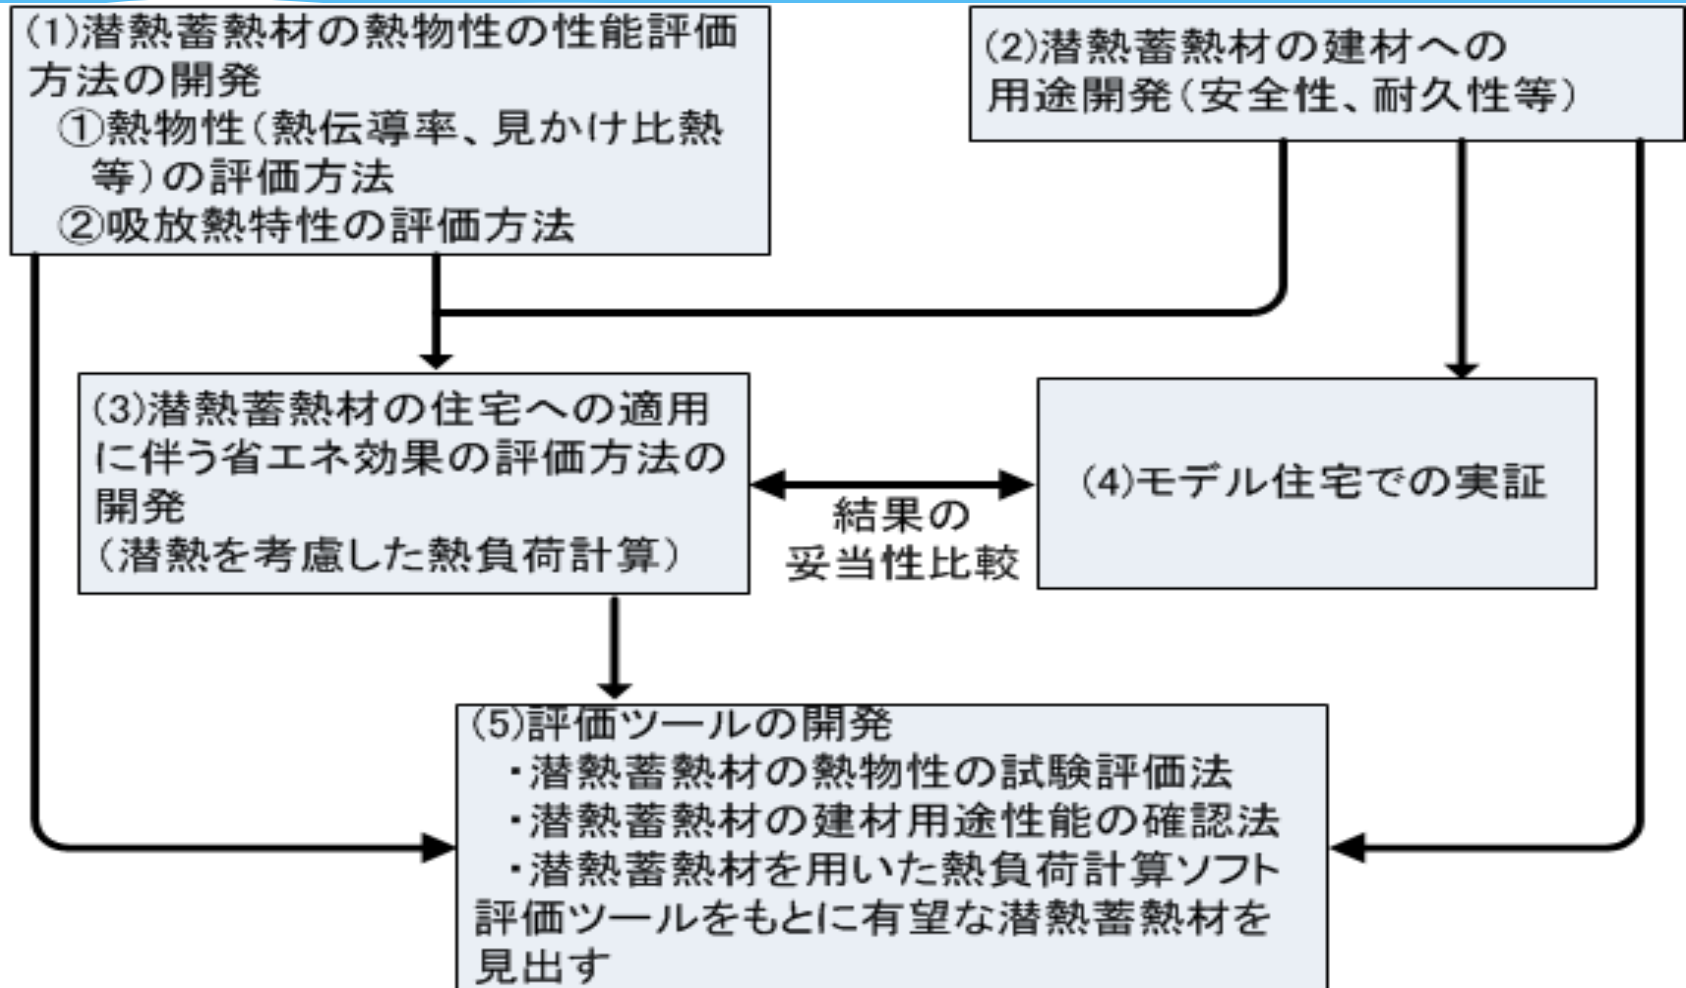 (1)潜熱蓄熱材の熱物性の性能評価
方法の開発
①熱物性(熱伝導率、見かけ比熱
等)の評価方法
②吸放熱特性の評価方法
(2)潜熱蓄熱材の建材への
用途開発(安全性、耐久性等)
(3)潜熱蓄熱材の住宅への適用
に伴う省エネ効果の評価方法の
開発
(潜熱を考慮した熱負荷計算)
結果の
妥当性比較
(4)モデル住宅での実証
(5)評価ツールの開発
・潜熱蓄熱材の熱物性の試験評価法
・潜熱蓄熱材の建材用途性能の確認法
・潜熱蓄熱材を用いた熱負荷計算ソフト
評価ツールをもとに有望な潜熱蓄熱材を
見出す